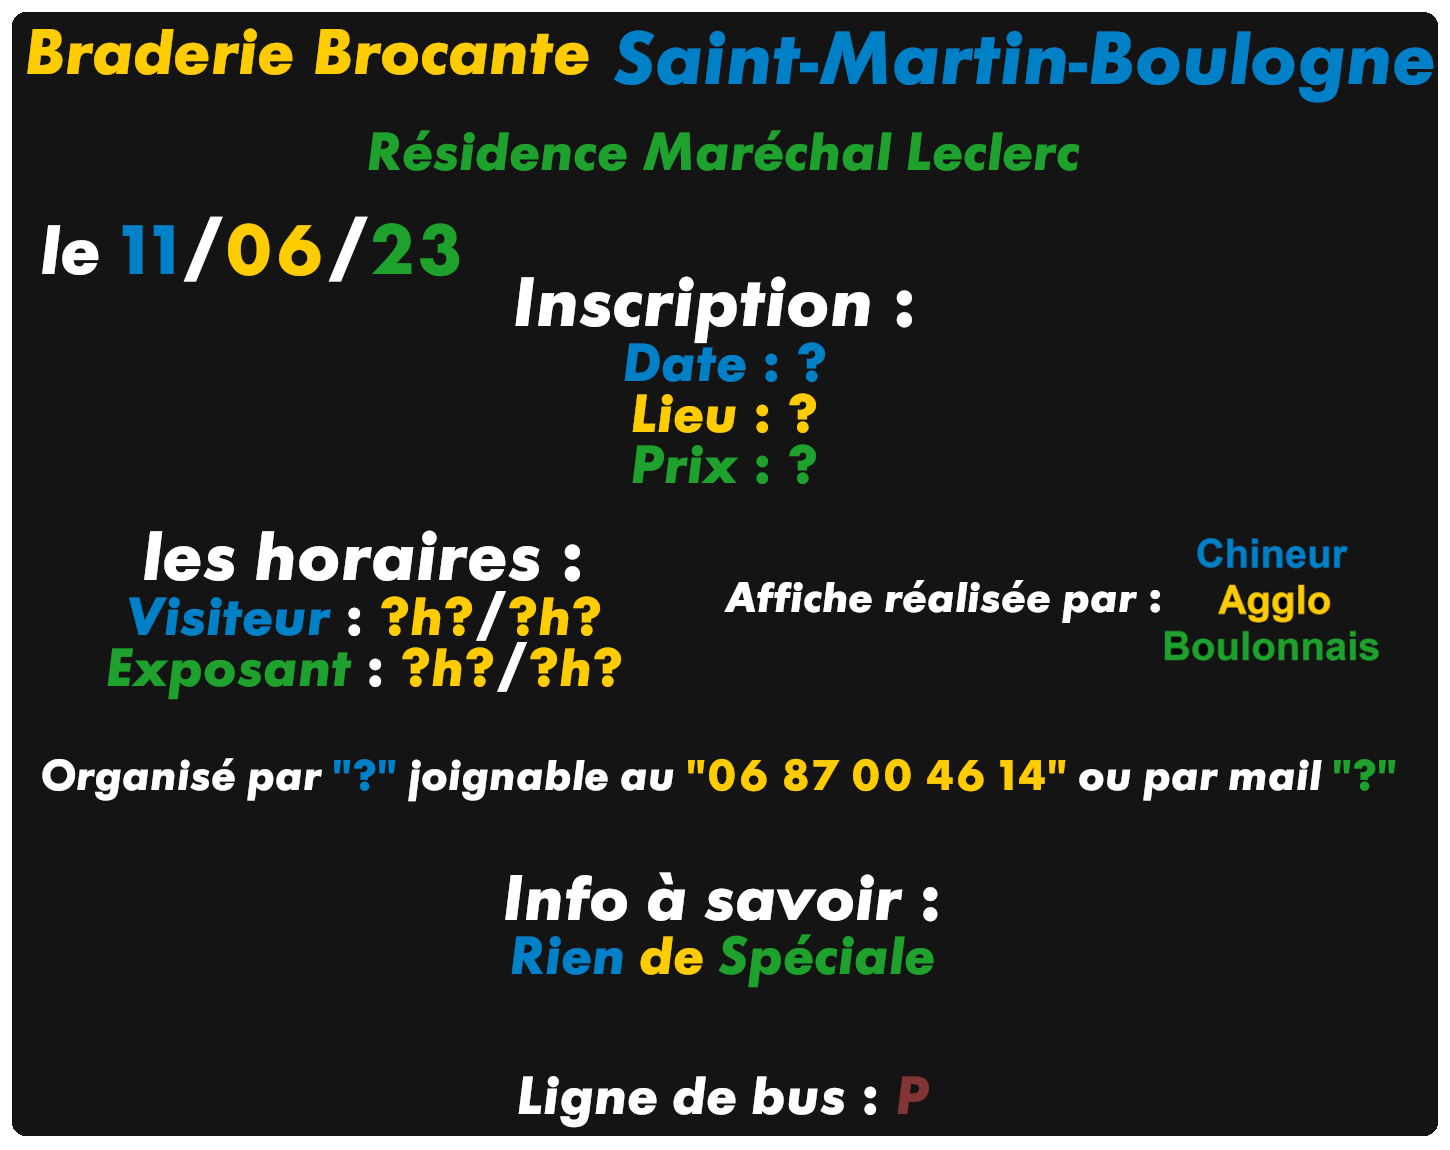 Braderie Brocante Saint-Martin-Boulogne
Résidence Maréchal Leclerc
le 11/06/23
Inscription :
Date : ?
Lieu : ?
Prix : ?
les horaires :
Visiteur : ?h?/?h?
Exposant : ?h?/?h?
Affiche réalisée par :
Chineur
Agglo
Boulonnais
Organisé par "?" joignable au "06 87 00 46 14" ou par mail "?"
Info à savoir :
Rien de Spéciale
Ligne de bus : P